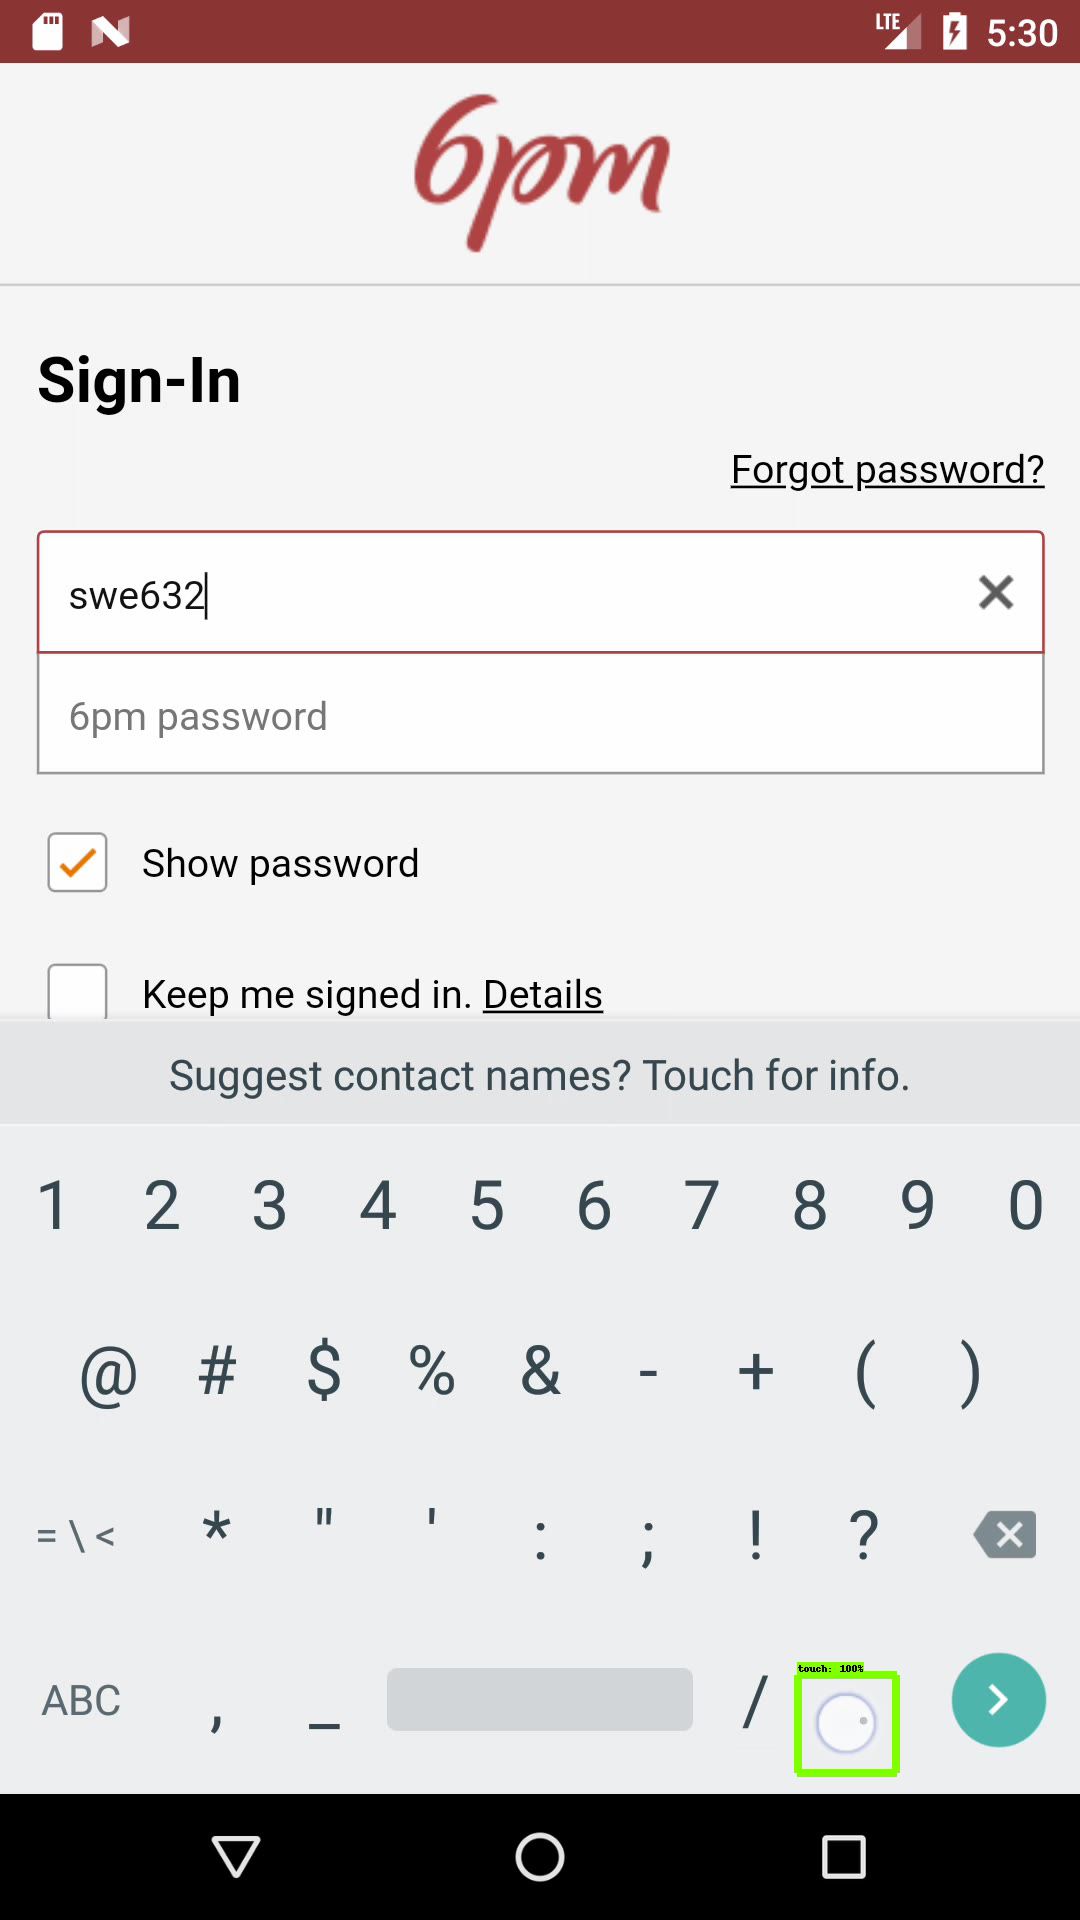 LTE 5:30
6pm
Sign-In
Forgot password?
swe632
6pm password
Show password
Keep me signed in. Details
Suggest contact names? Touch for info.
1 2 3 4 5 6 7 8 9 0
@ # $ % & - + ( )
= \ < * " ' : ; ! ?
touch: 100%
ABC , _ / .